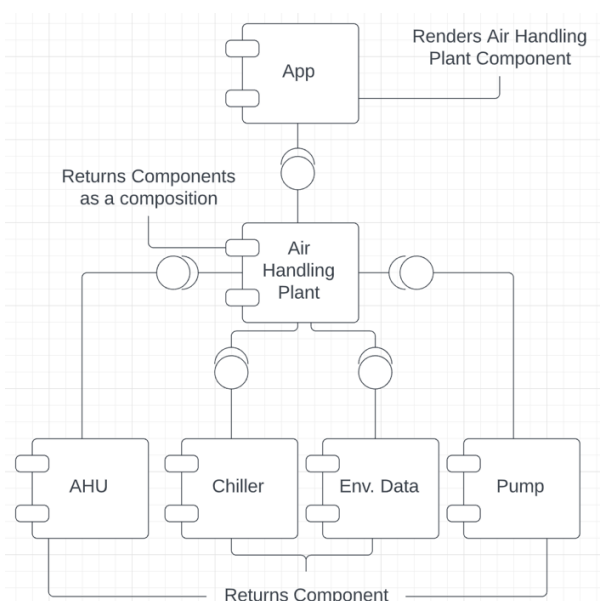 Renders Air Handling
Plant Component
App
Returns Components
as a composition
Air
Handling
Plant
AHU
Chiller
Env. Data
Pump
Returns Component